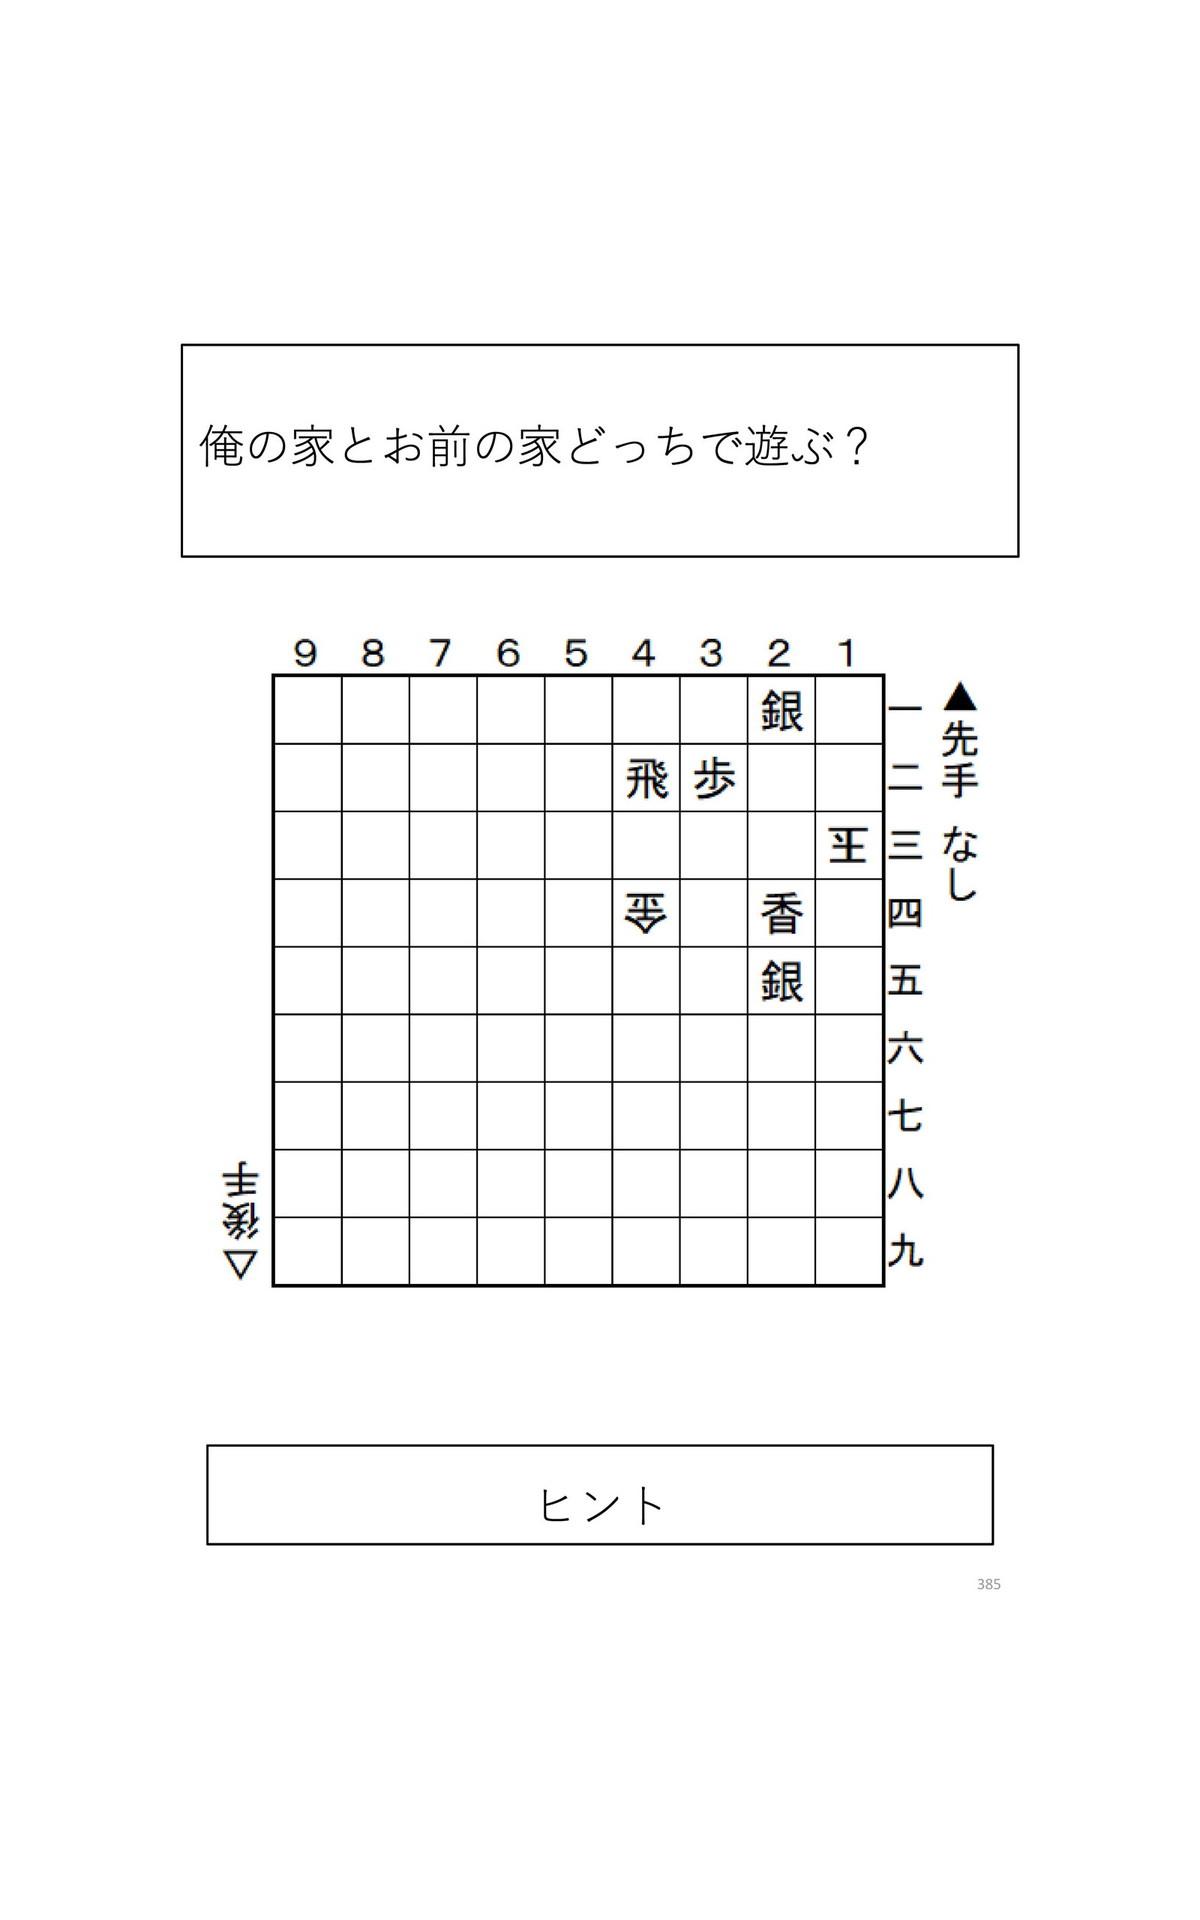 俺の家とお前の家どっちで遊ぶ？
9 8 7 6 5 4 3 2 1
銀 一
飛 歩 二
王 三
金 香 四
銀 五
六
七
八
九
▲先手 なし
△後手
ヒント
385